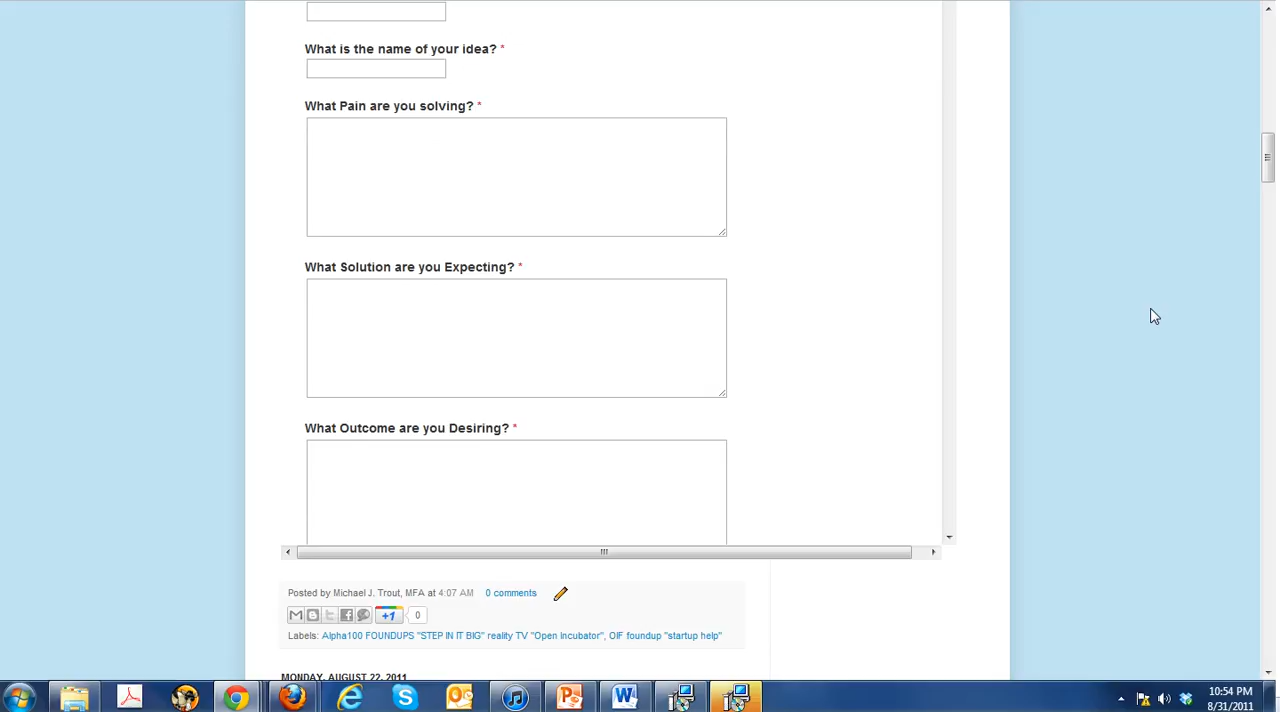 What is the name of your idea? *
What Pain are you solving? *
What Solution are you Expecting? *
What Outcome are you Desiring? *
Posted by Michael J. Trout, MFA at 4:07 AM 0 comments
+1 0
Labels: Alpha100 FOUNDUPS "STEP IN IT BIG" reality TV "Open Incubator", OIF foundup "startup help"
MONDAY, AUGUST 22, 2011
10:54 PM
8/31/2011